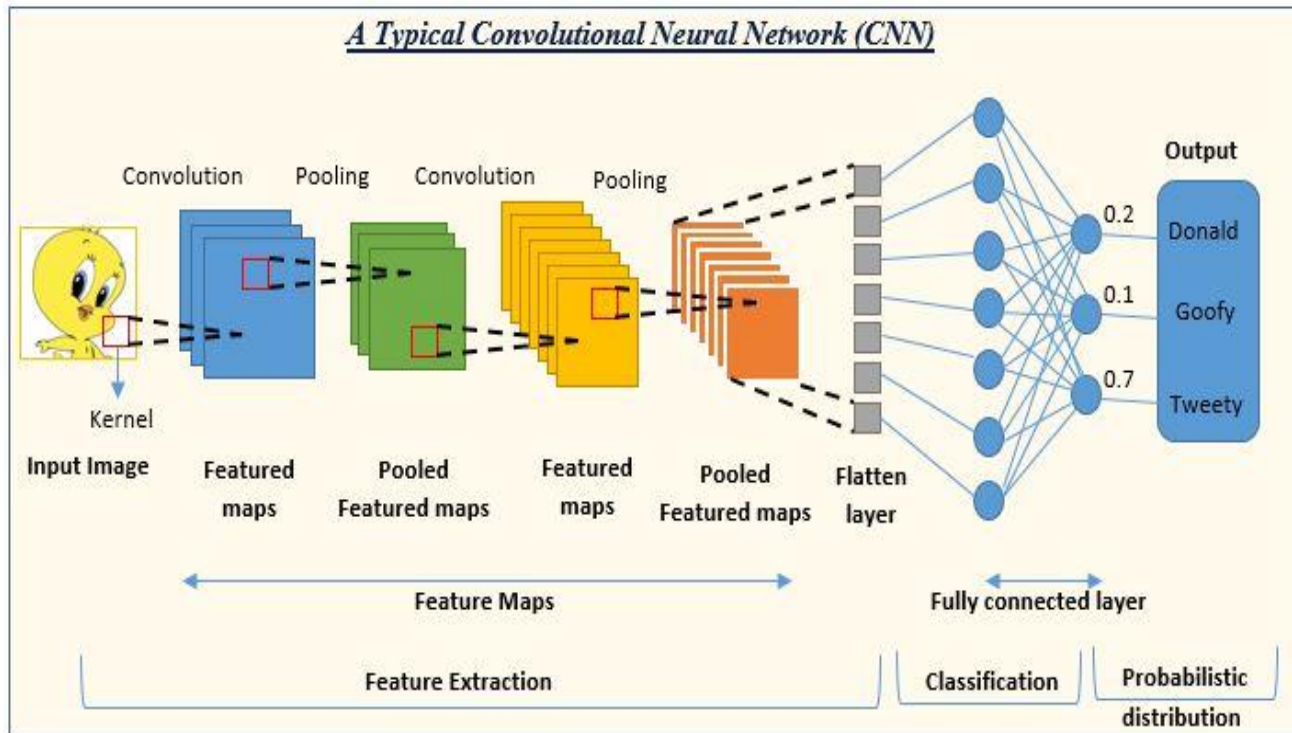 A Typical Convolutional Neural Network (CNN)
Convolution
Pooling
Convolution
Pooling
Output
0.2
Donald
0.1
Goofy
0.7
Tweety
Kernel
Input Image
Featured
maps
Pooled
Featured maps
Featured
maps
Pooled
Featured maps
Flatten
layer
Feature Maps
Fully connected layer
Feature Extraction
Classification
Probabilistic
distribution